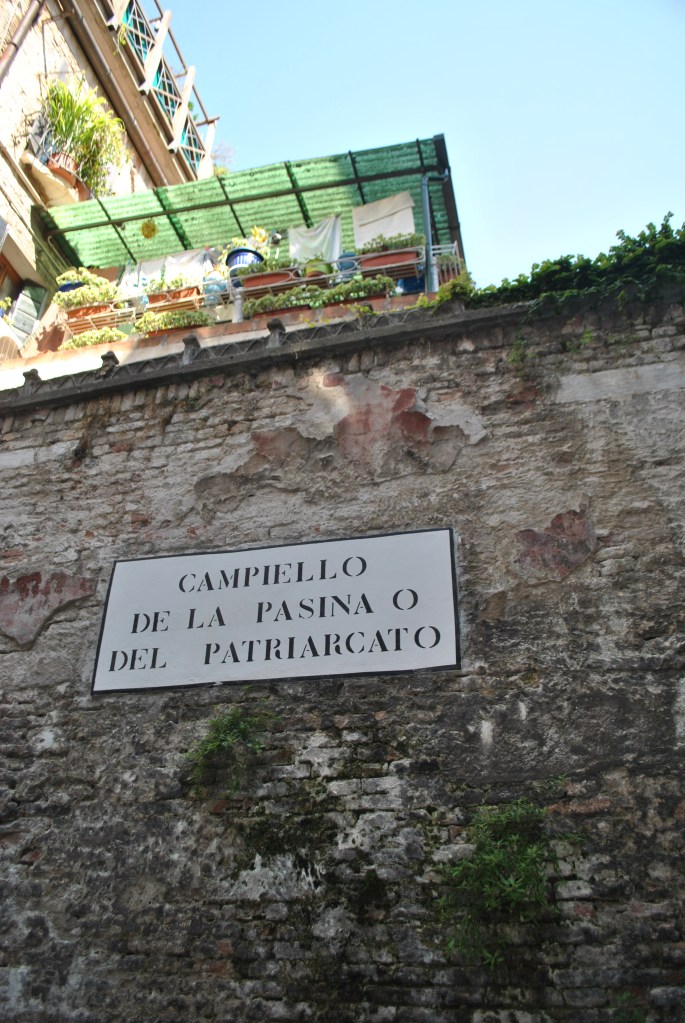 CAMPIELLO
DE LA PASINA O
DEL PATRIARCATO